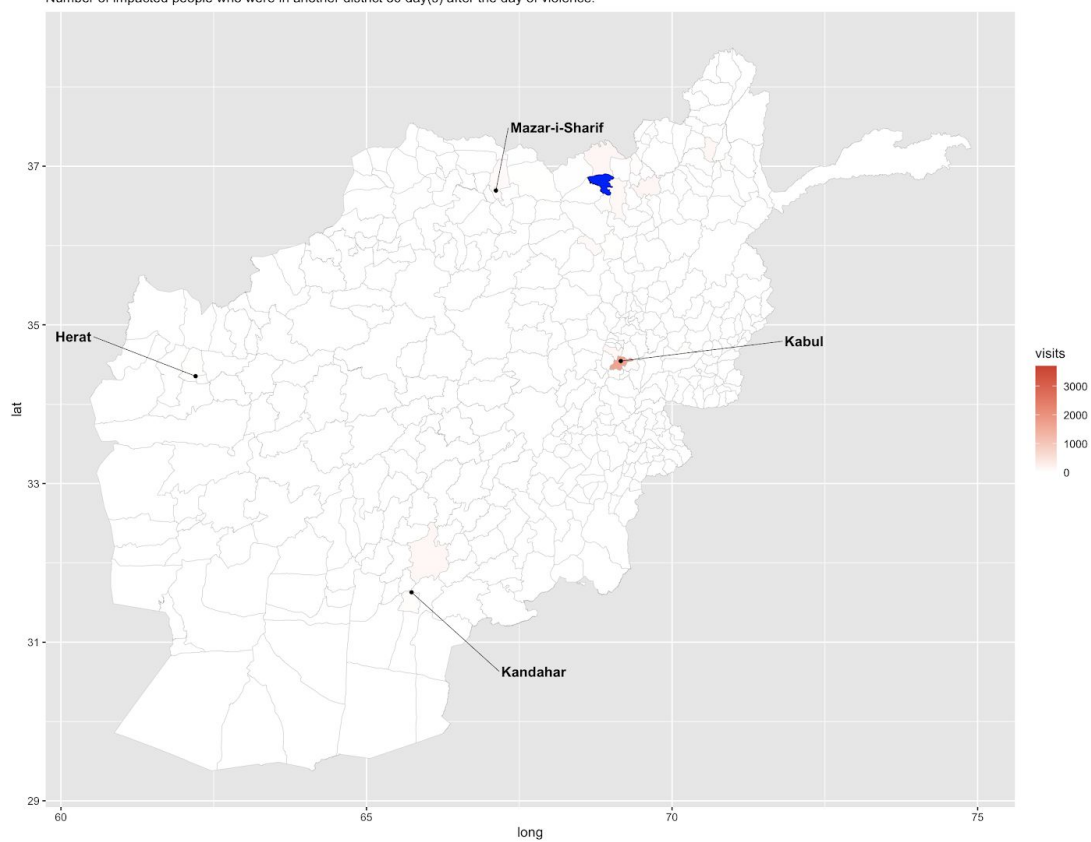 Number of impacted people who were in another district day(s) after the day of violence.
Mazar-i-Sharif
37
35
Herat
Kabul
visits
3000
2000
1000
0
lat
33
31
Kandahar
29
60
65
70
75
long